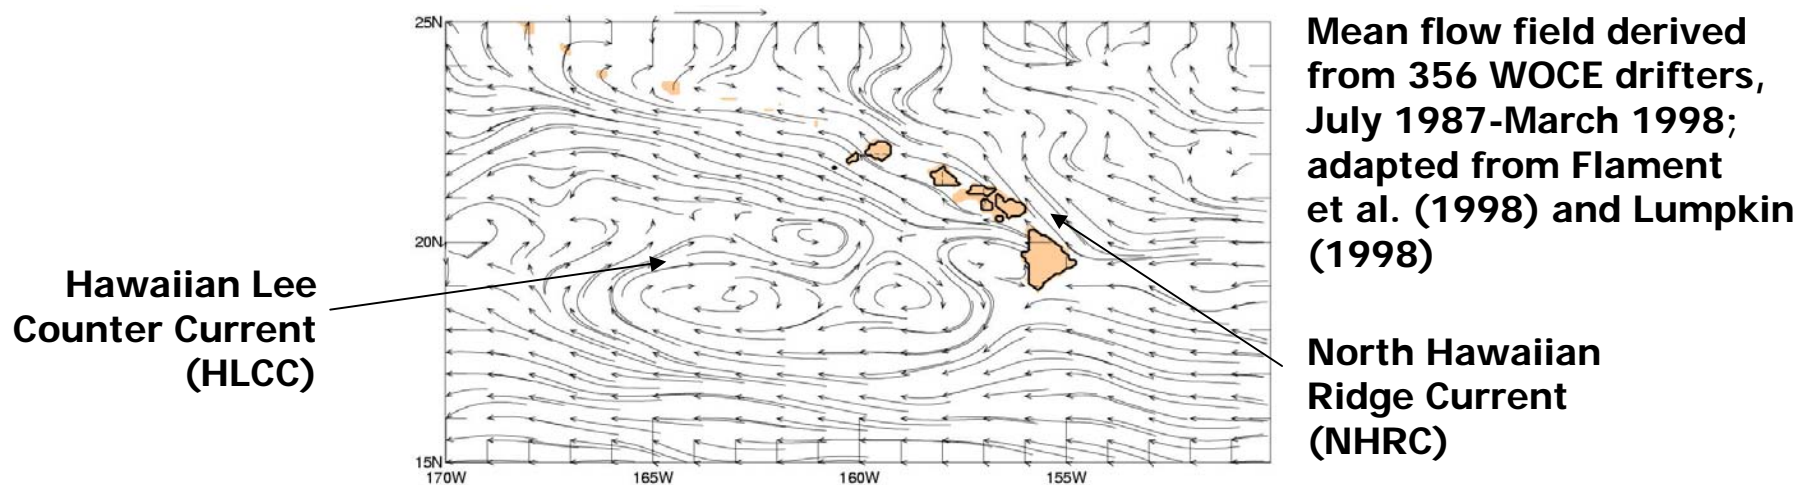 25N
20N
15N
170W
165W
160W
155W
Hawaiian Lee
Counter Current
(HLCC)
Mean flow field derived
from 356 WOCE drifters,
July 1987-March 1998;
adapted from Flament
et al. (1998) and Lumpkin
(1998)
North Hawaiian
Ridge Current
(NHRC)